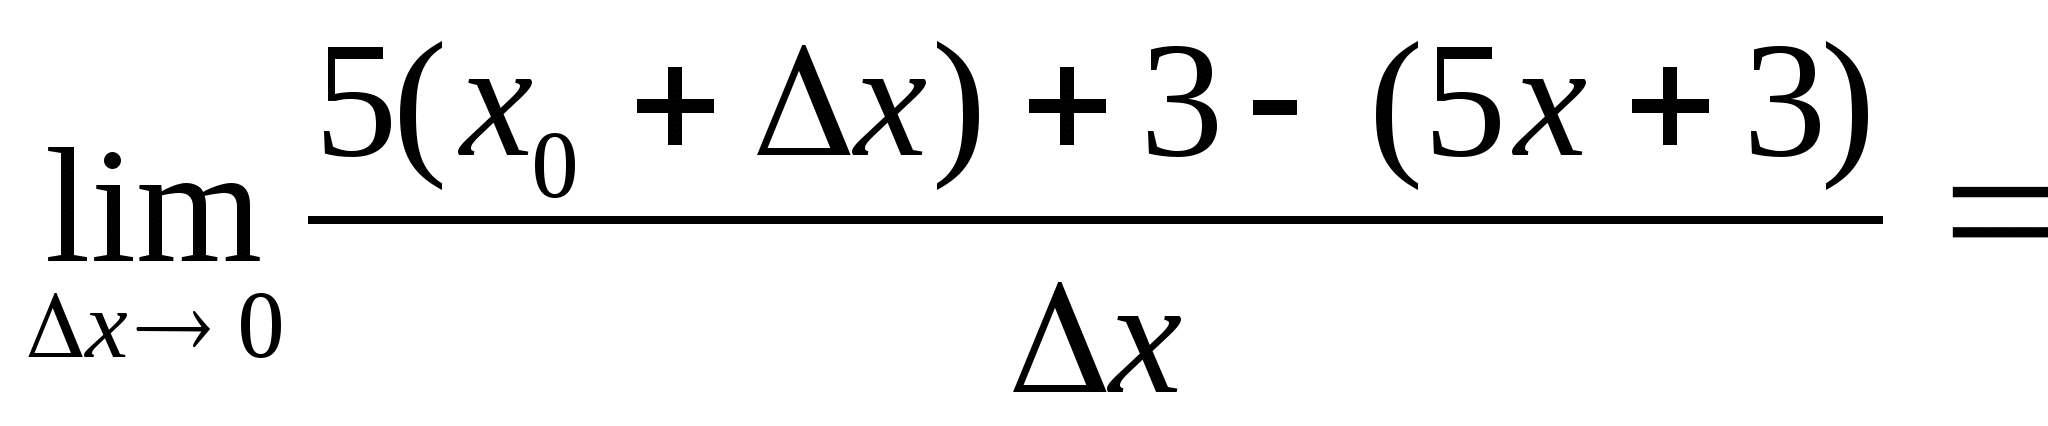 lim Δx→0 (5(x₀ + Δx) + 3 - (5x + 3)) / Δx =